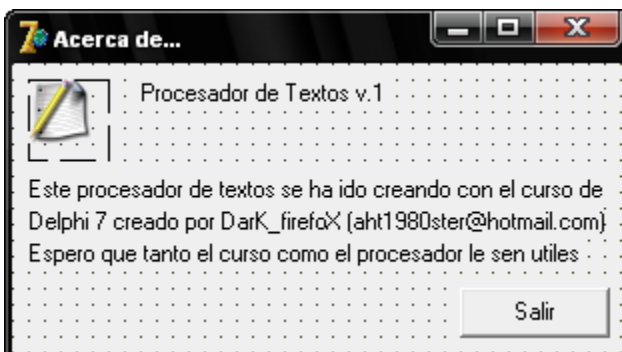 Acerca de...
Procesador de Textos v.1
Este procesador de textos se ha ido creando con el curso de
Delphi 7 creado por DarK_firefoX (aht1980ster@hotmail.com)
Espero que tanto el curso como el procesador le sen utiles
Salir